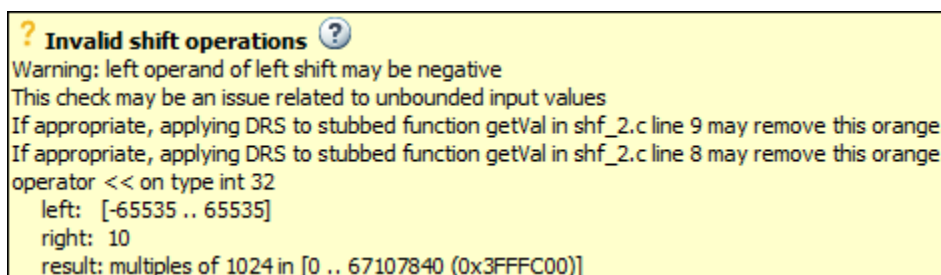 ? Invalid shift operations ?
Warning: left operand of left shift may be negative
This check may be an issue related to unbounded input values
If appropriate, applying DRS to stubbed function getVal in shf_2.c line 9 may remove this orange
If appropriate, applying DRS to stubbed function getVal in shf_2.c line 8 may remove this orange
operator << on type int 32
left: [-65535 .. 65535]
right: 10
result: multiples of 1024 in [0 .. 67107840 (0x3FFFC00)]